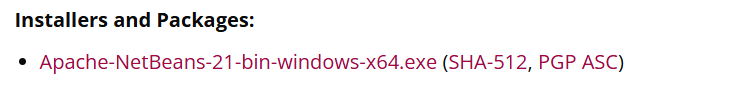 Installers and Packages:
• Apache-NetBeans-21-bin-windows-x64.exe (SHA-512, PGP ASC)